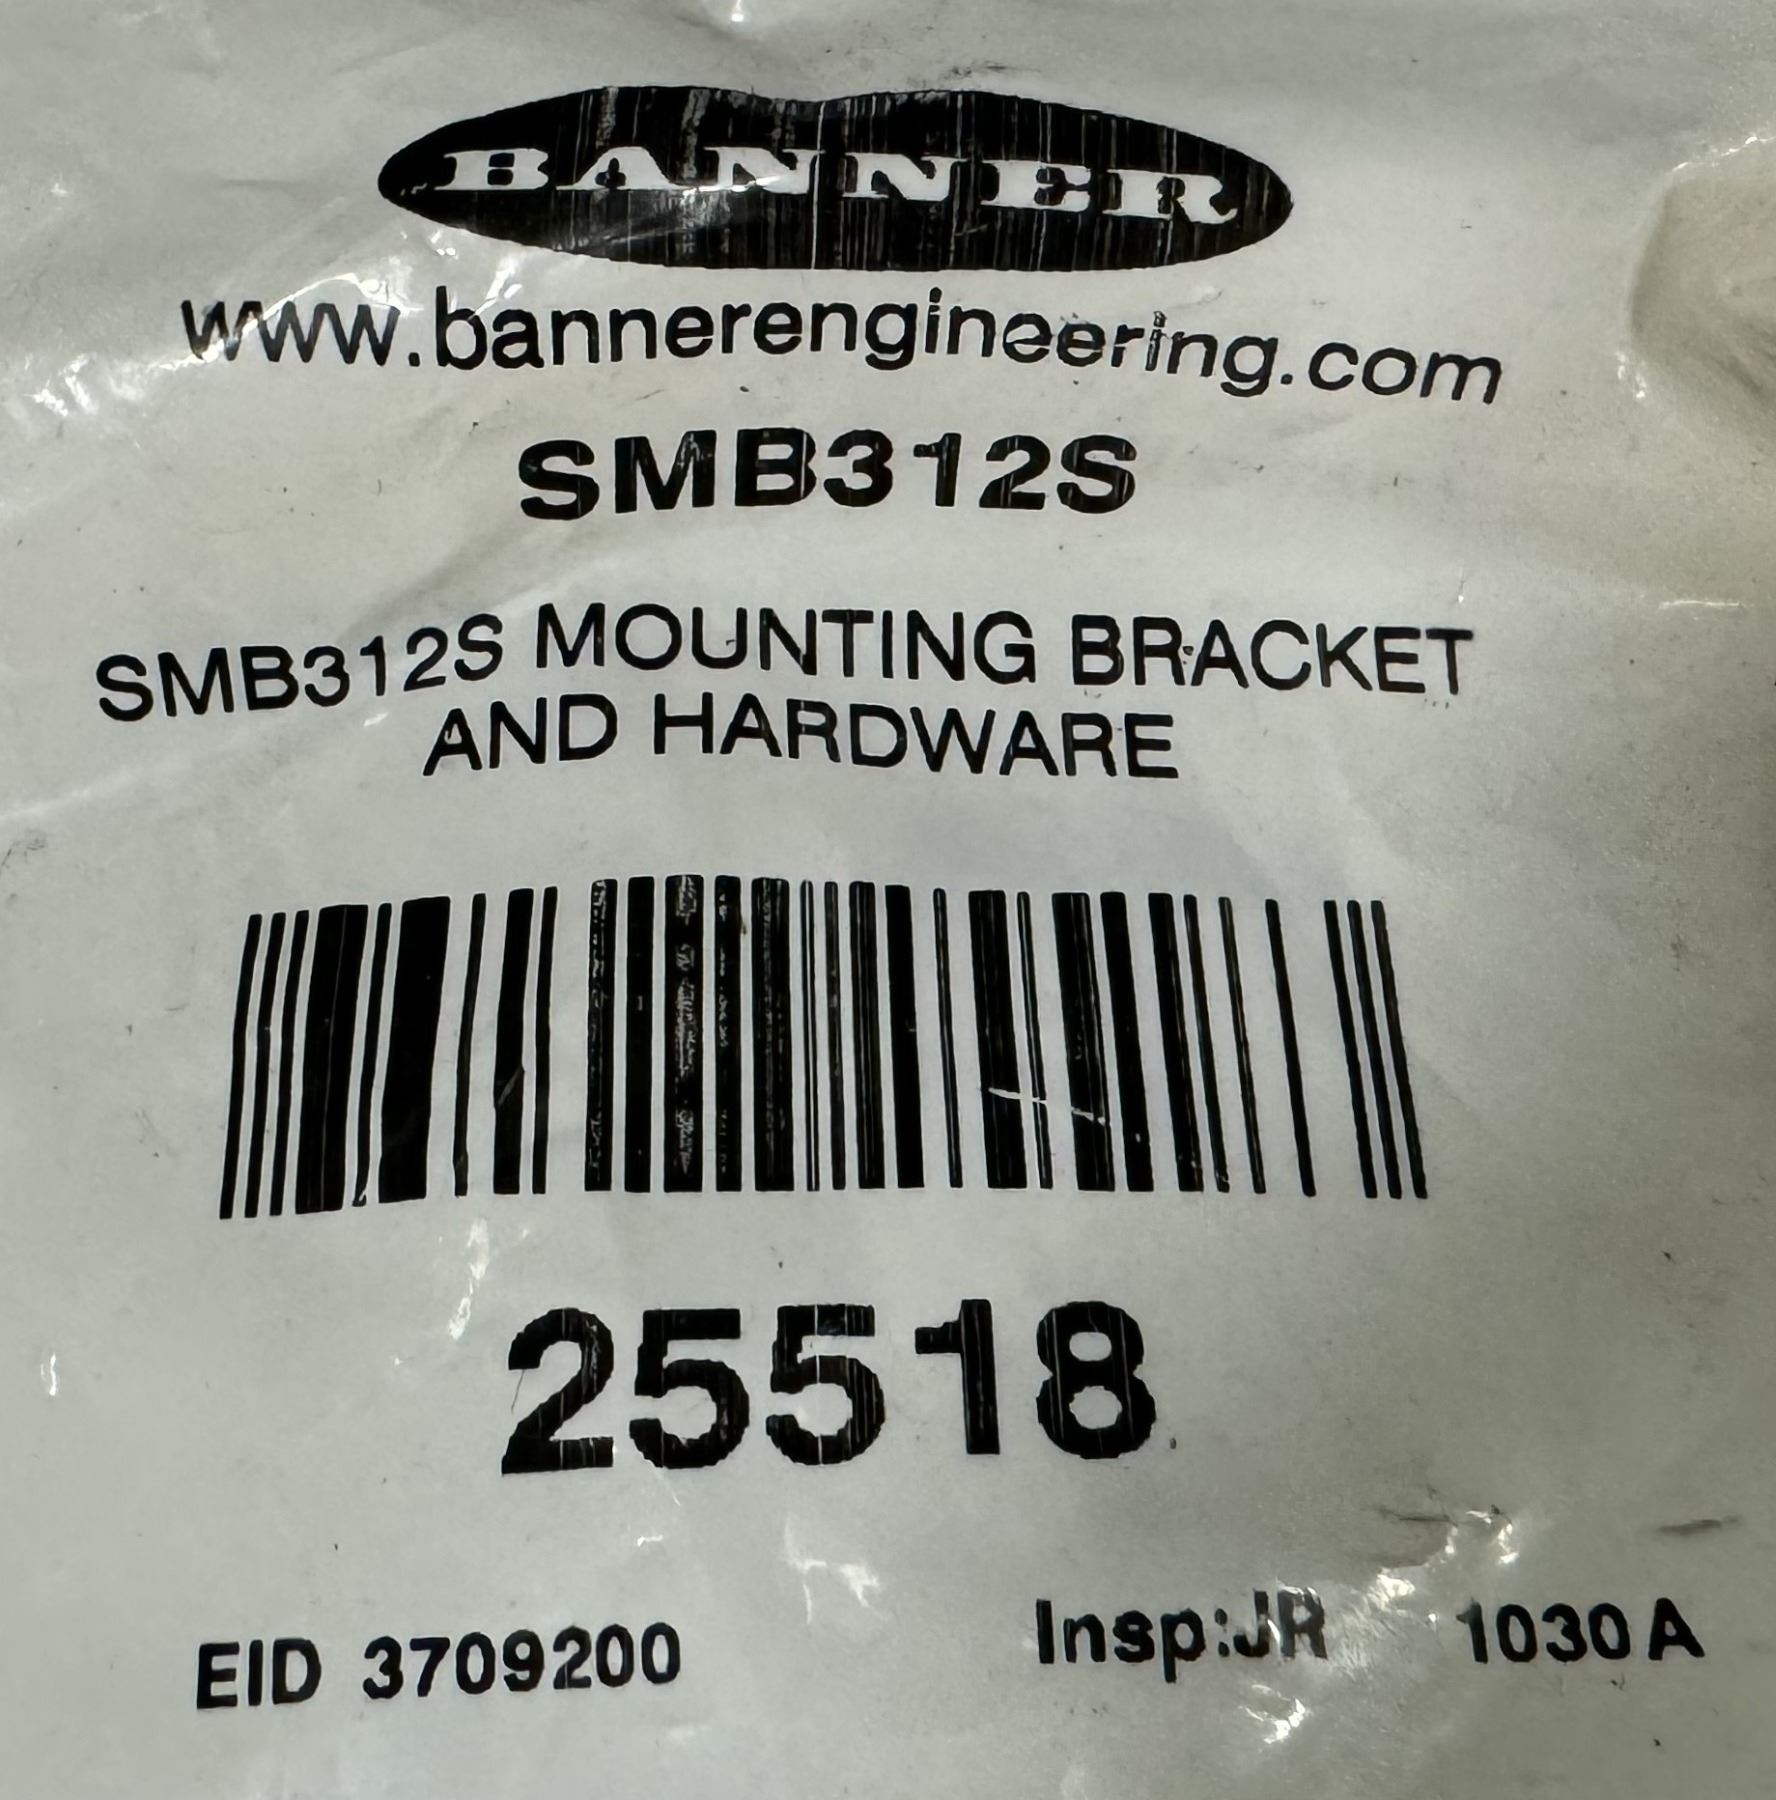 BANNER
www.bannerengineering.com
SMB312S
SMB312S MOUNTING BRACKET
AND HARDWARE
25518
EID 3709200 Insp:JR 1030 A